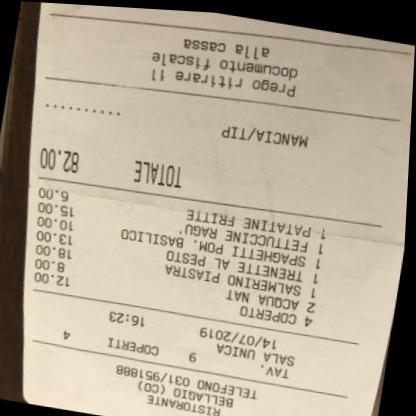 RISTORANTE
BELLAGIO (CO)
TELEFONO 031/951888
TAV. 9 COPERTI 4
SALA UNICA
14/07/2019 16:23
4 COPERTO 12.00
2 ACQUA NAT 8.00
1 SALMERINO PIASTRA 18.00
1 TRENETTE AL PESTO 13.00
1 SPAGHETTI POM. BASILICO 10.00
1 FETTUCCINE RAGU' 15.00
1 PATATINE FRITTE 6.00
TOTALE 82.00
MANCIA/TIP ..........
Prego ritirare il
documento fiscale
alla cassa